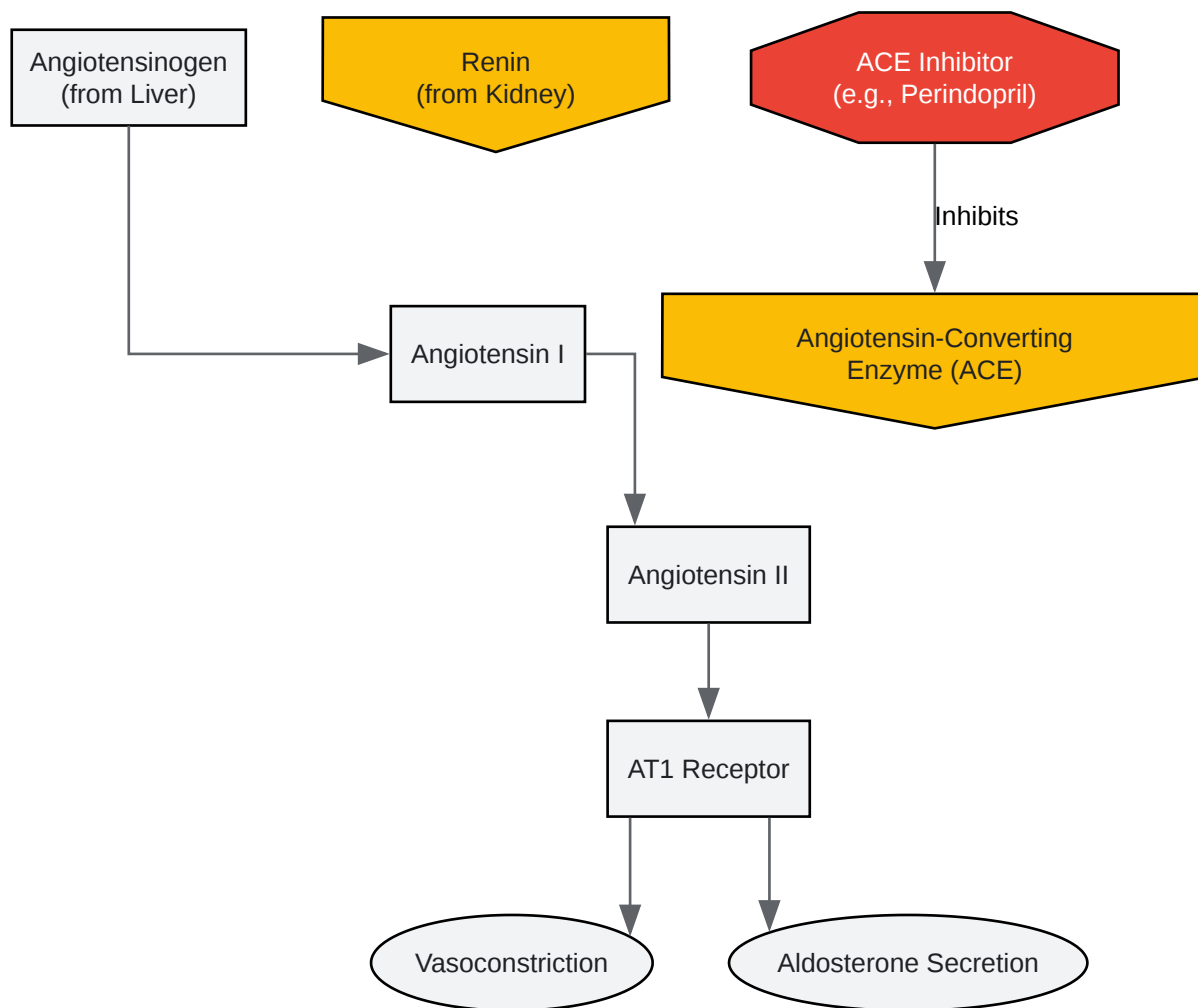 Angiotensinogen
(from Liver)
Renin
(from Kidney)
ACE Inhibitor
(e.g., Perindopril)
Inhibits
Angiotensin I
Angiotensin-Converting
Enzyme (ACE)
Angiotensin II
AT1 Receptor
Vasoconstriction
Aldosterone Secretion